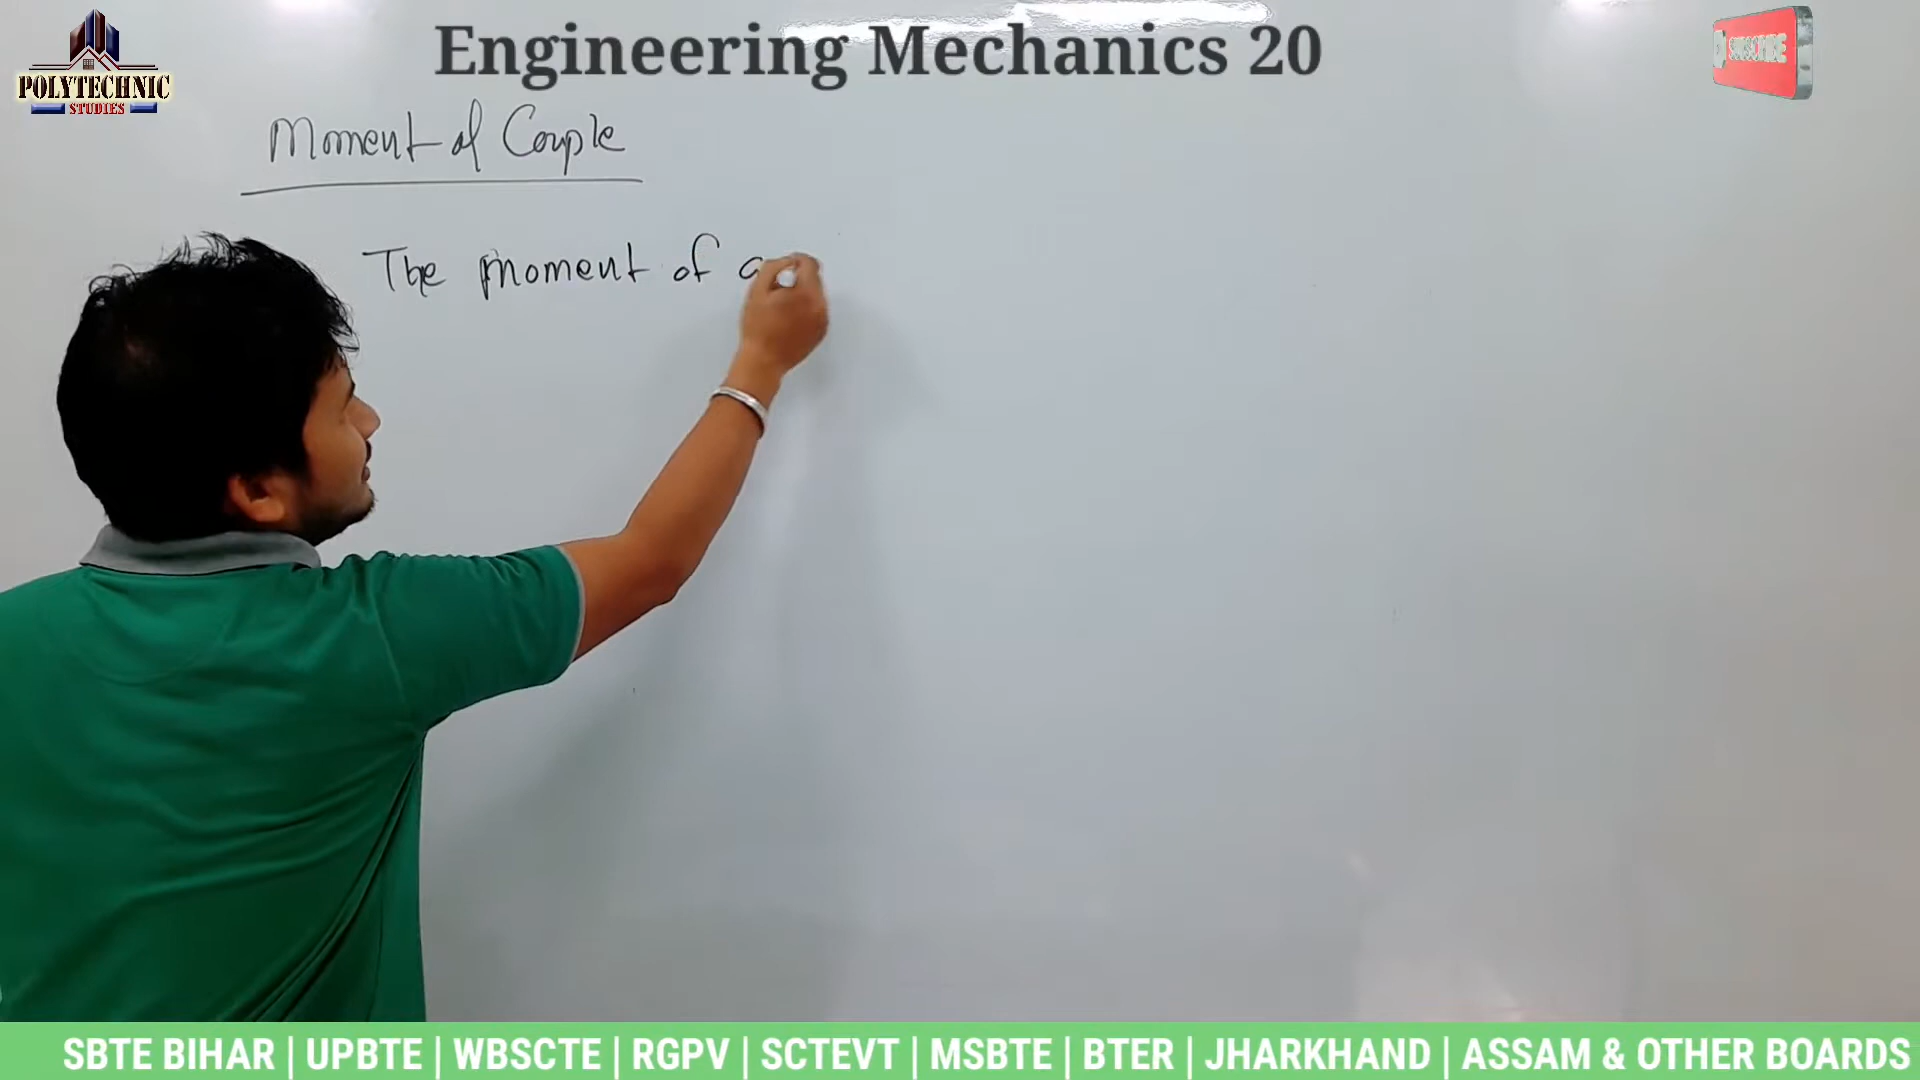 Engineering Mechanics 20
POLYTECHNIC
STUDIES
SUBSCRIBE
Moment of Couple
The moment of a
SBTE BIHAR | UPBTE | WBSCTE | RGPV | SCTEVT | MSBTE | BTER | JHARKHAND | ASSAM & OTHER BOARDS